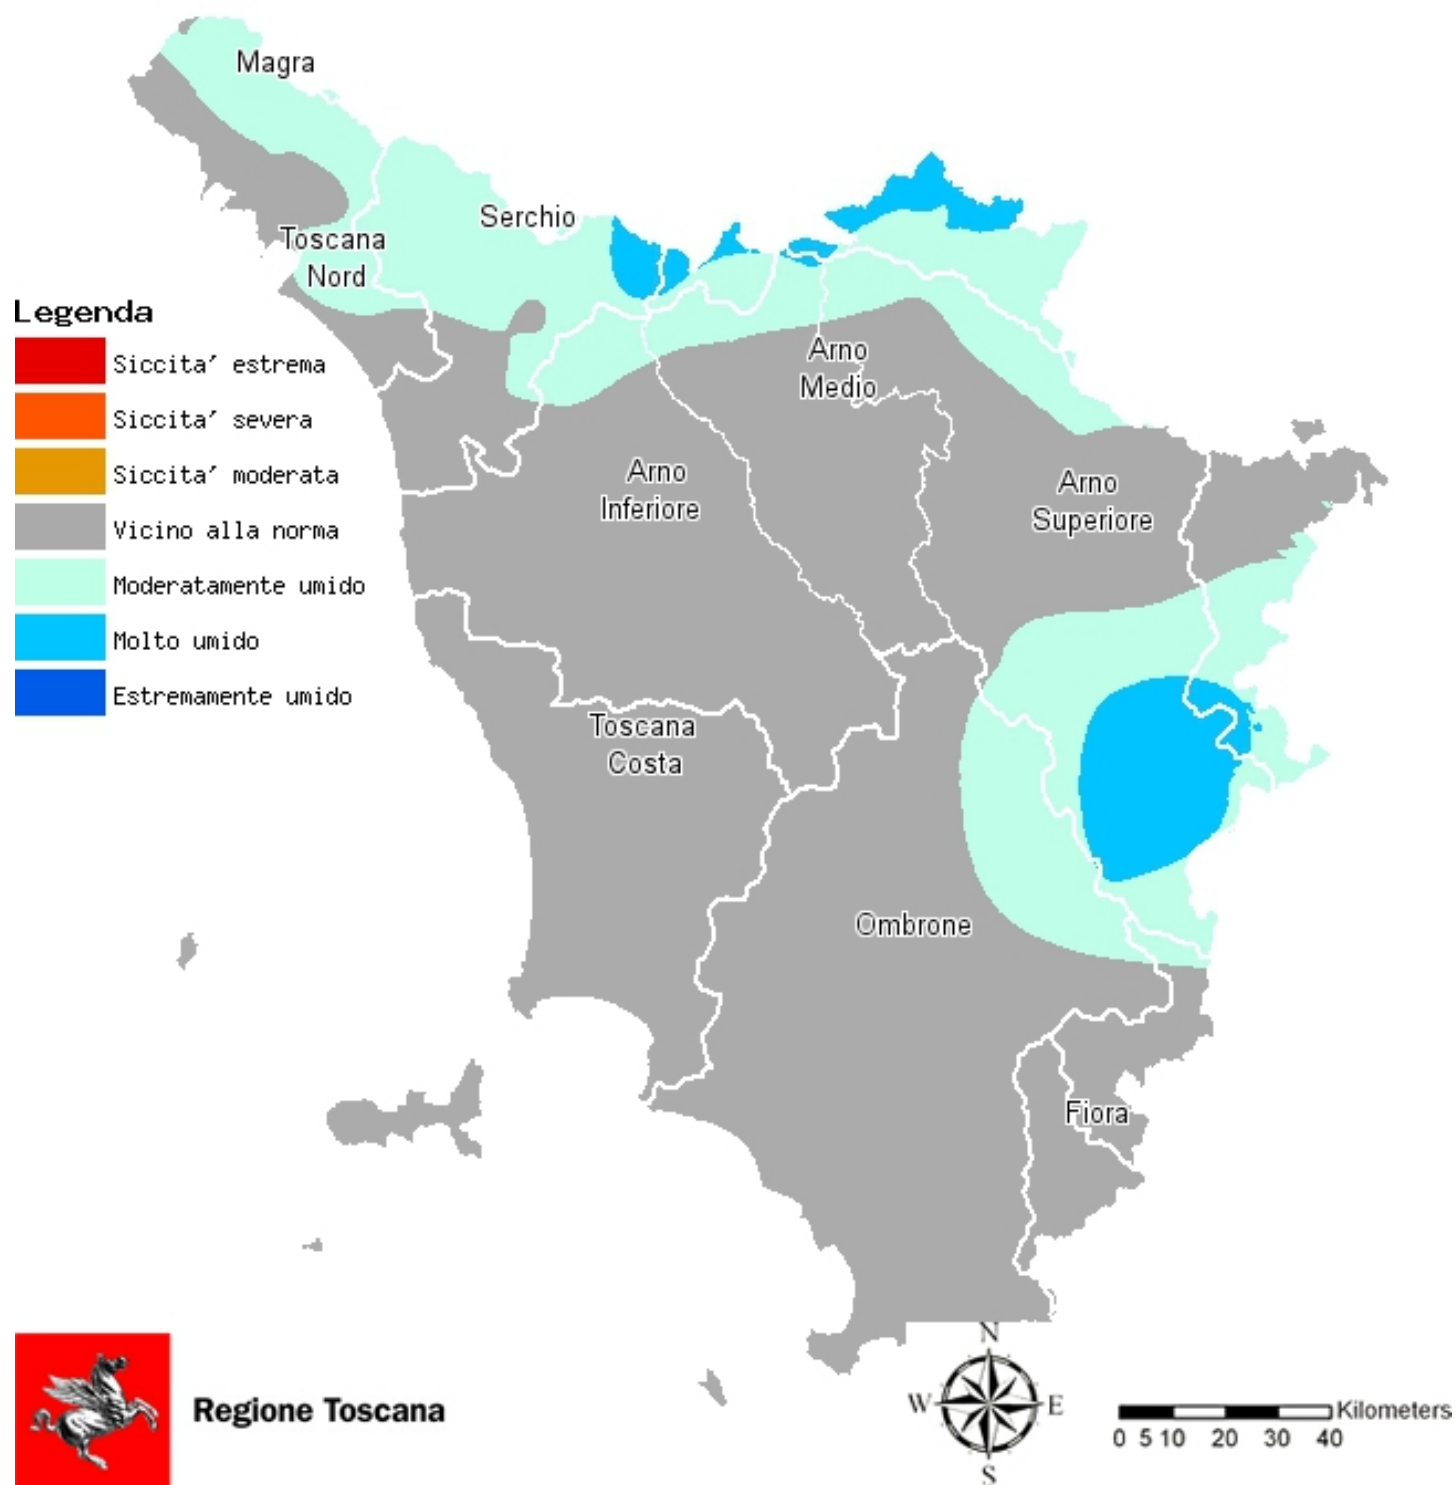 Magra
Serchio
Toscana
Nord
Legenda
Siccita' estrema
Siccita' severa
Siccita' moderata
Vicino alla norma
Moderatamente umido
Molto umido
Estremamente umido
Arno
Medio
Arno
Inferiore
Arno
Superiore
Toscana
Costa
Ombrone
Fiora
Regione Toscana
N
W
E
S
Kilometers
0 5 10 20 30 40